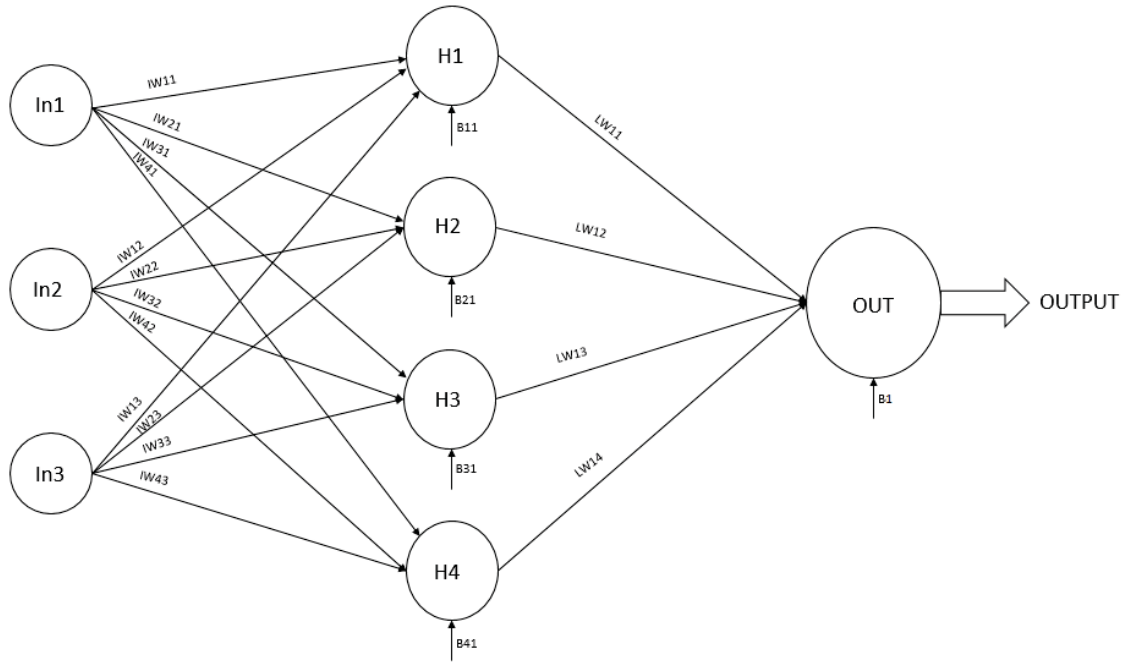 H1
In1
IW11
IW21
IW31
IW41
B11
LW11
H2
In2
IW12
IW22
IW32
IW42
B21
LW12
OUT
OUTPUT
B1
H3
In3
IW13
IW23
IW33
IW43
B31
LW13
H4
B41
LW14